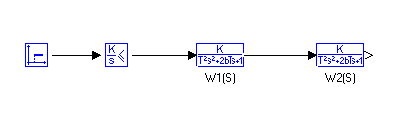 K
s
K
T²s²+2bTs+1
W1(S)
K
T²s²+2bTs+1
W2(S)